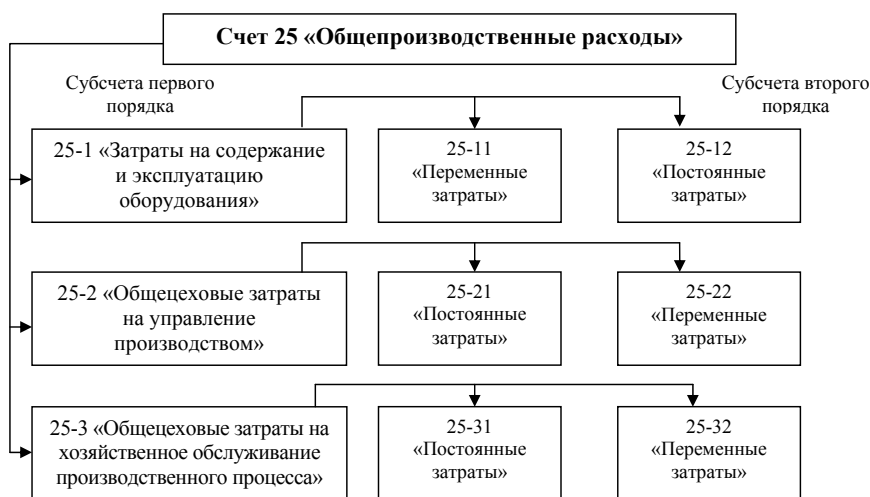 Счет 25 «Общепроизводственные расходы»
Субсчета первого
порядка
Субсчета второго
порядка
25-1 «Затраты на содержание
и эксплуатацию
оборудования»
25-11
«Переменные
затраты»
25-12
«Постоянные
затраты»
25-2 «Общецеховые затраты
на управление
производством»
25-21
«Постоянные
затраты»
25-22
«Переменные
затраты»
25-3 «Общецеховые затраты на
хозяйственное обслуживание
производственного процесса»
25-31
«Постоянные
затраты»
25-32
«Переменные
затраты»